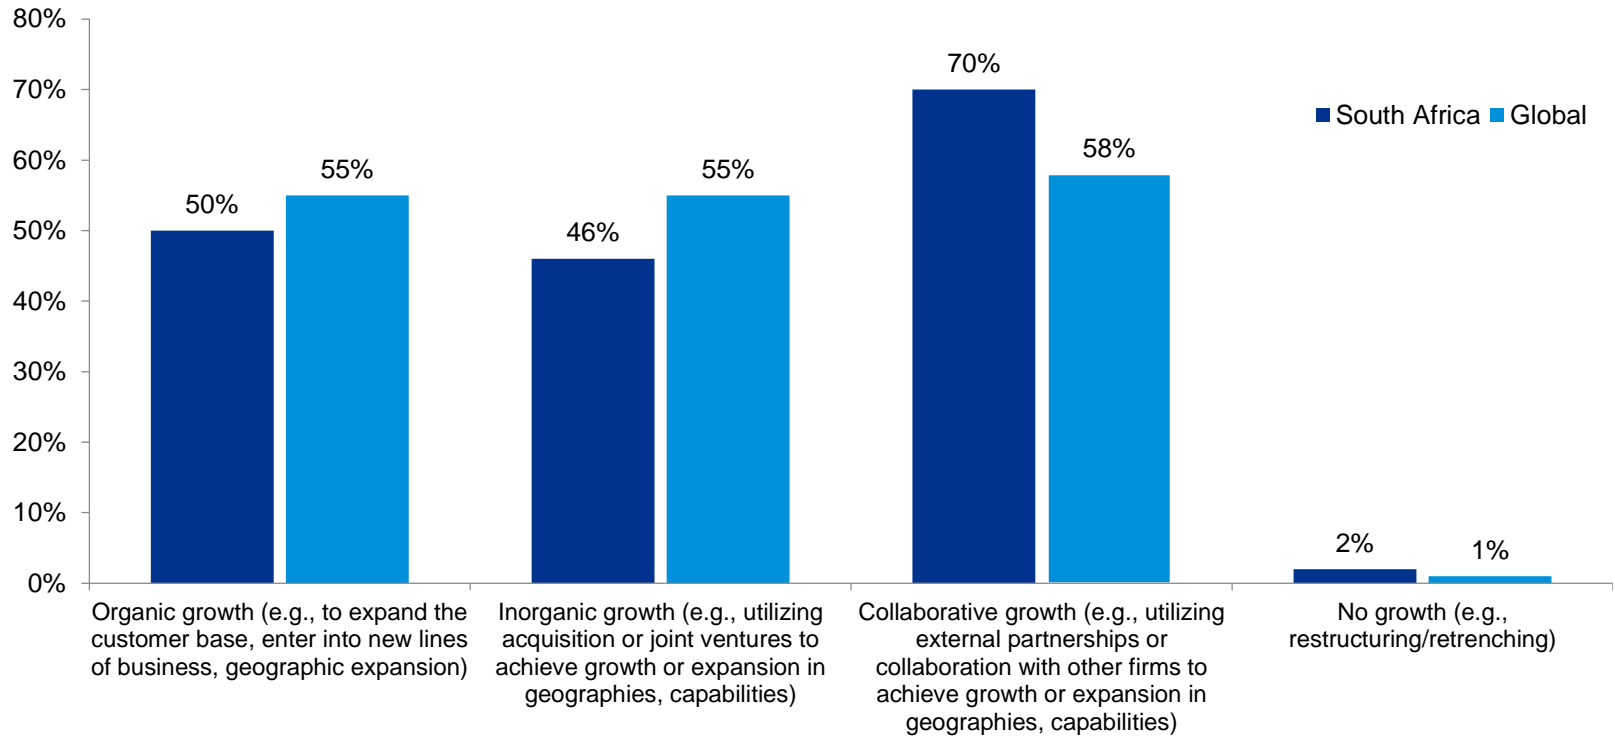 80%
70%
60%
50%
40%
30%
20%
10%
0%
50%
55%
46%
55%
70%
58%
2%
1%
South Africa Global
Organic growth (e.g., to expand the
customer base, enter into new lines
of business, geographic expansion)
Inorganic growth (e.g., utilizing
acquisition or joint ventures to
achieve growth or expansion in
geographies, capabilities)
Collaborative growth (e.g., utilizing
external partnerships or
collaboration with other firms to
achieve growth or expansion in
geographies, capabilities)
No growth (e.g.,
restructuring/retrenching)